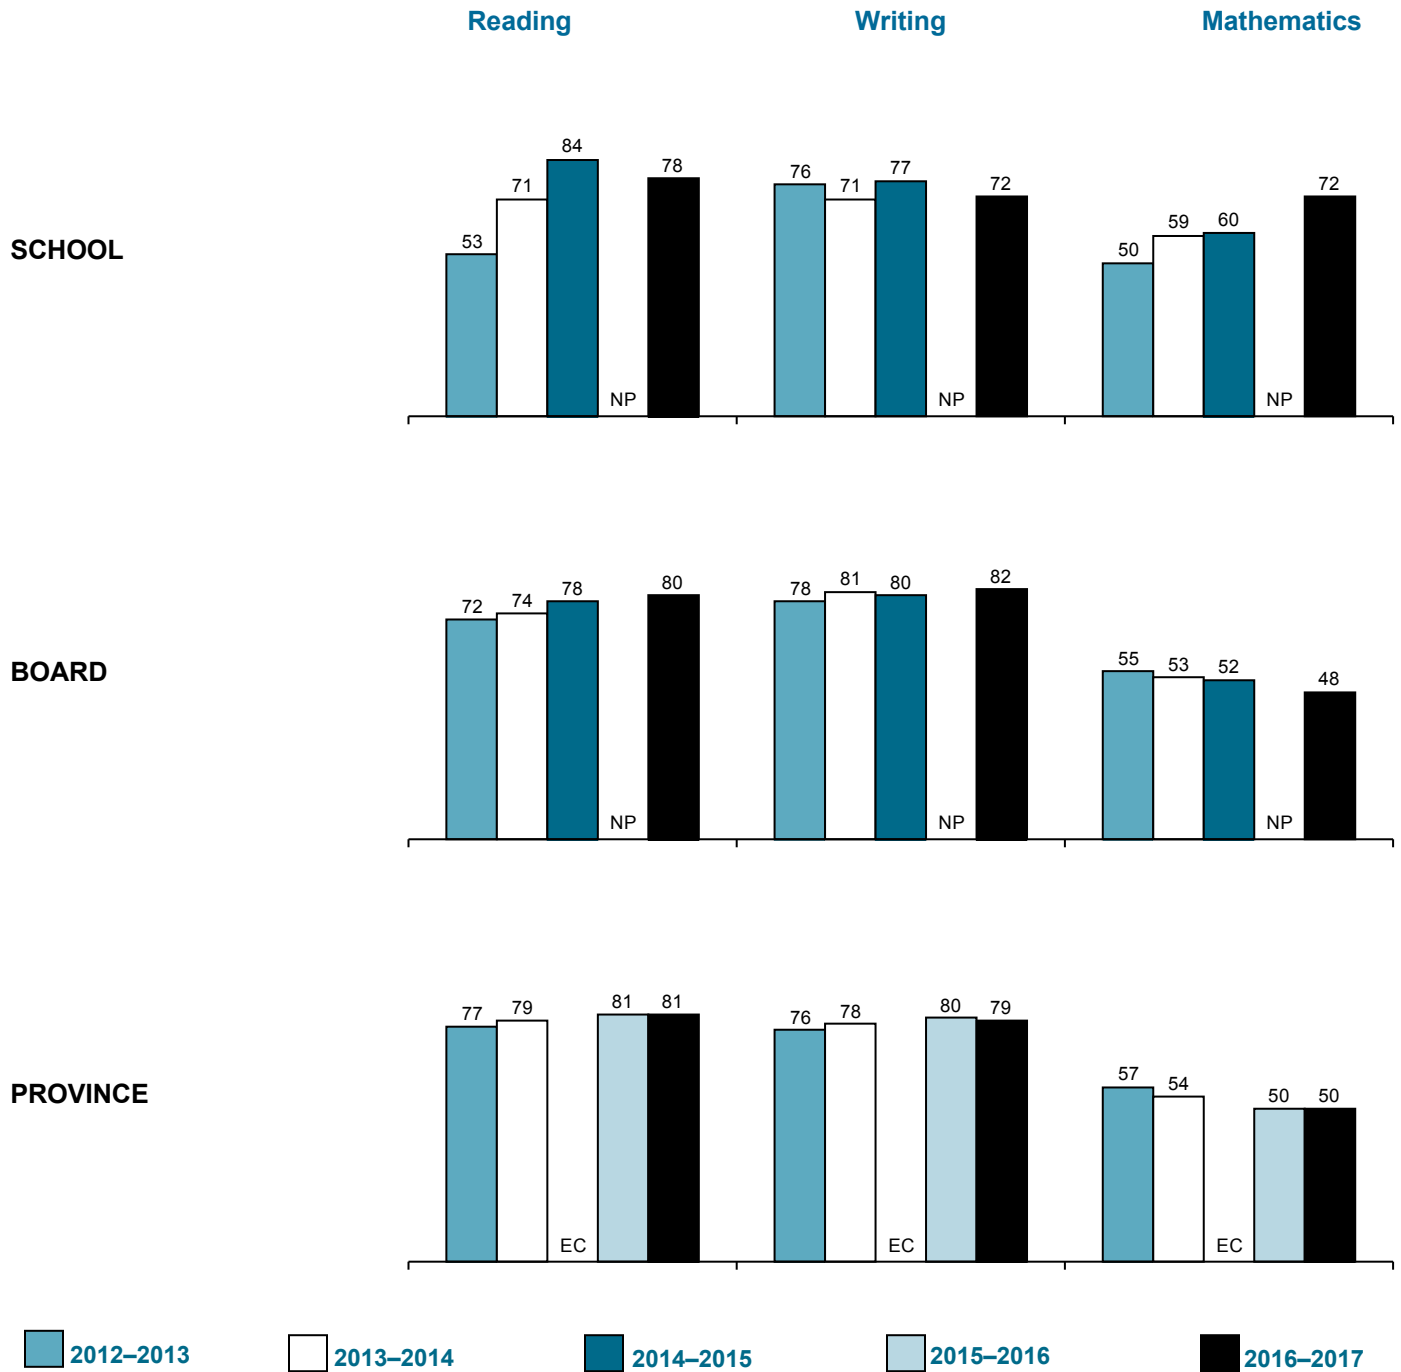 Reading Writing Mathematics
SCHOOL
53 71 84 NP 78 76 71 77 NP 72 50 59 60 NP 72
BOARD
72 74 78 NP 80 78 81 80 NP 82 55 53 52 NP 48
PROVINCE
77 79 EC 81 81 76 78 EC 80 79 57 54 EC 50 50
2012–2013 2013–2014 2014–2015 2015–2016 2016–2017